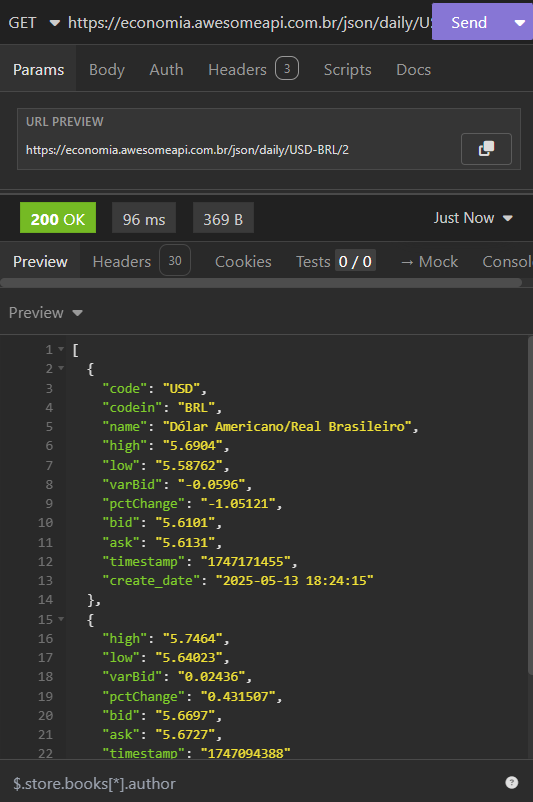 GET https://economia.awesomeapi.com.br/json/daily/US Send
Params Body Auth Headers 3 Scripts Docs
URL PREVIEW
https://economia.awesomeapi.com.br/json/daily/USD-BRL/2
200 OK 96 ms 369 B Just Now
Preview Headers 30 Cookies Tests 0 / 0 → Mock Consol
Preview
1 [
2 {
3 "code": "USD",
4 "codein": "BRL",
5 "name": "Dólar Americano/Real Brasileiro",
6 "high": "5.6904",
7 "low": "5.58762",
8 "varBid": "-0.0596",
9 "pctChange": "-1.05121",
10 "bid": "5.6101",
11 "ask": "5.6131",
12 "timestamp": "1747171455",
13 "create_date": "2025-05-13 18:24:15"
14 },
15 {
16 "high": "5.7464",
17 "low": "5.64023",
18 "varBid": "0.02436",
19 "pctChange": "0.431507",
20 "bid": "5.6697",
21 "ask": "5.6727",
22 "timestamp": "1747094388"
$.store.books[*].author ?